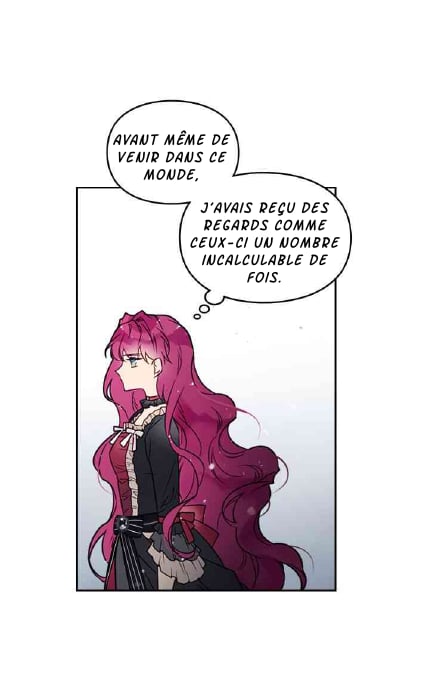 AVANT MÊME DE
VENIR DANS CE
MONDE,
J'AVAIS REÇU DES
REGARDS COMME
CEUX-CI UN NOMBRE
INCALCULABLE DE
FOIS.